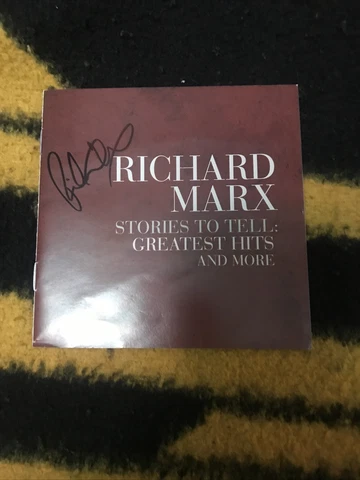 RICHARD
MARX
STORIES TO TELL:
GREATEST HITS
AND MORE